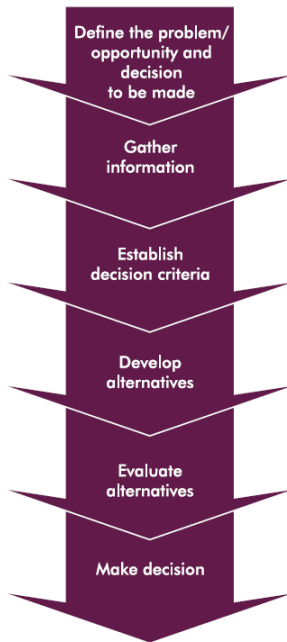 Define the problem/
opportunity and
decision
to be made
Gather
information
Establish
decision criteria
Develop
alternatives
Evaluate
alternatives
Make decision